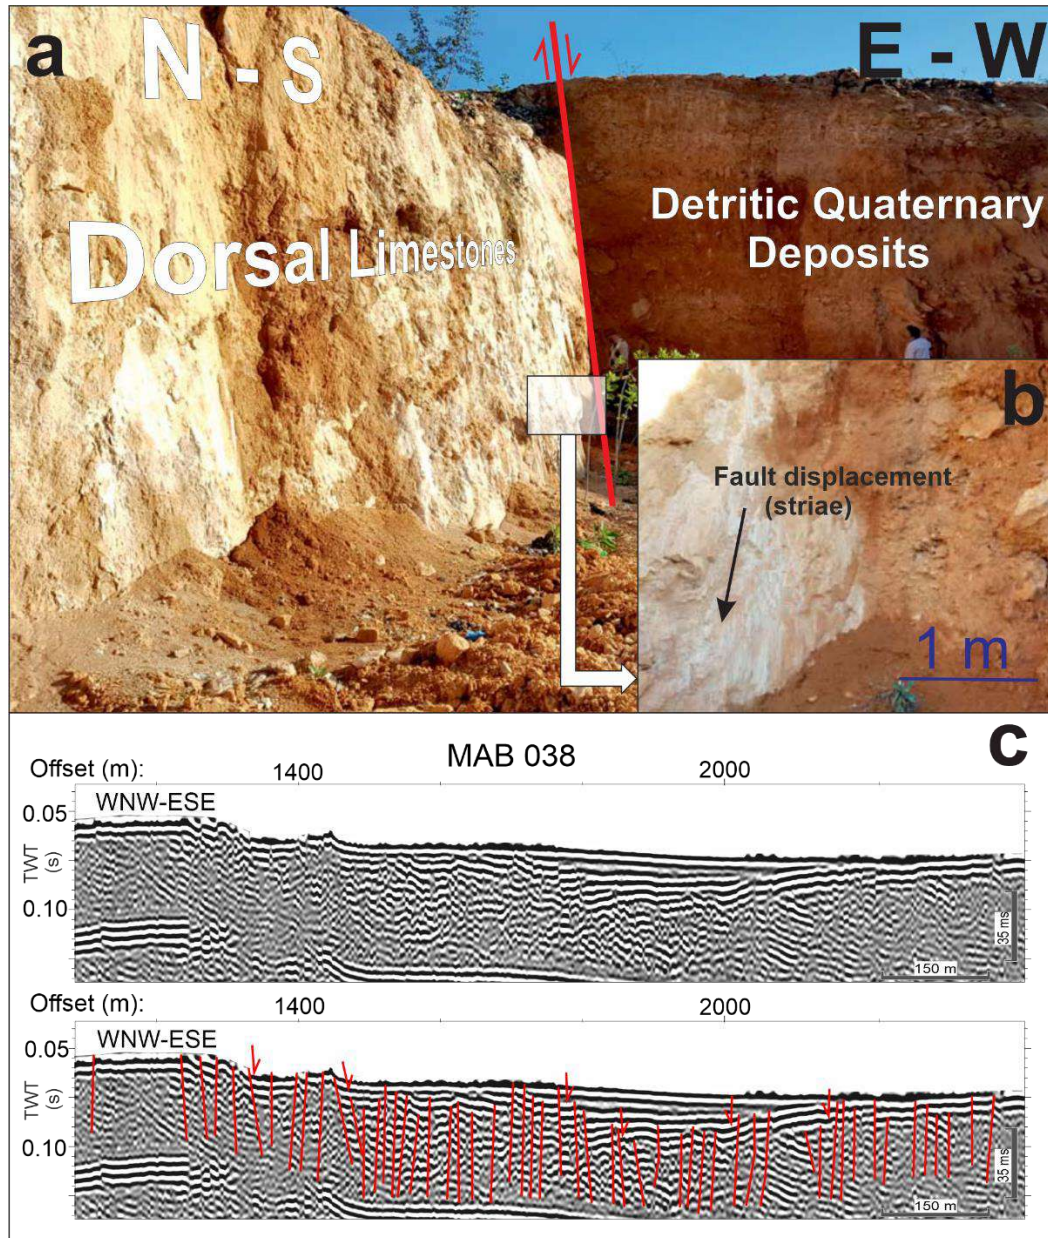 a
N - S
E - W
Dorsal Limestones
Detritic Quaternary
Deposits
b
Fault displacement
(striae)
1 m
c
MAB 038
Offset (m):
1400
2000
WNW-ESE
0.05
TWT
(s)
0.10
35 ms
150 m
Offset (m):
1400
2000
WNW-ESE
0.05
TWT
(s)
0.10
35 ms
150 m